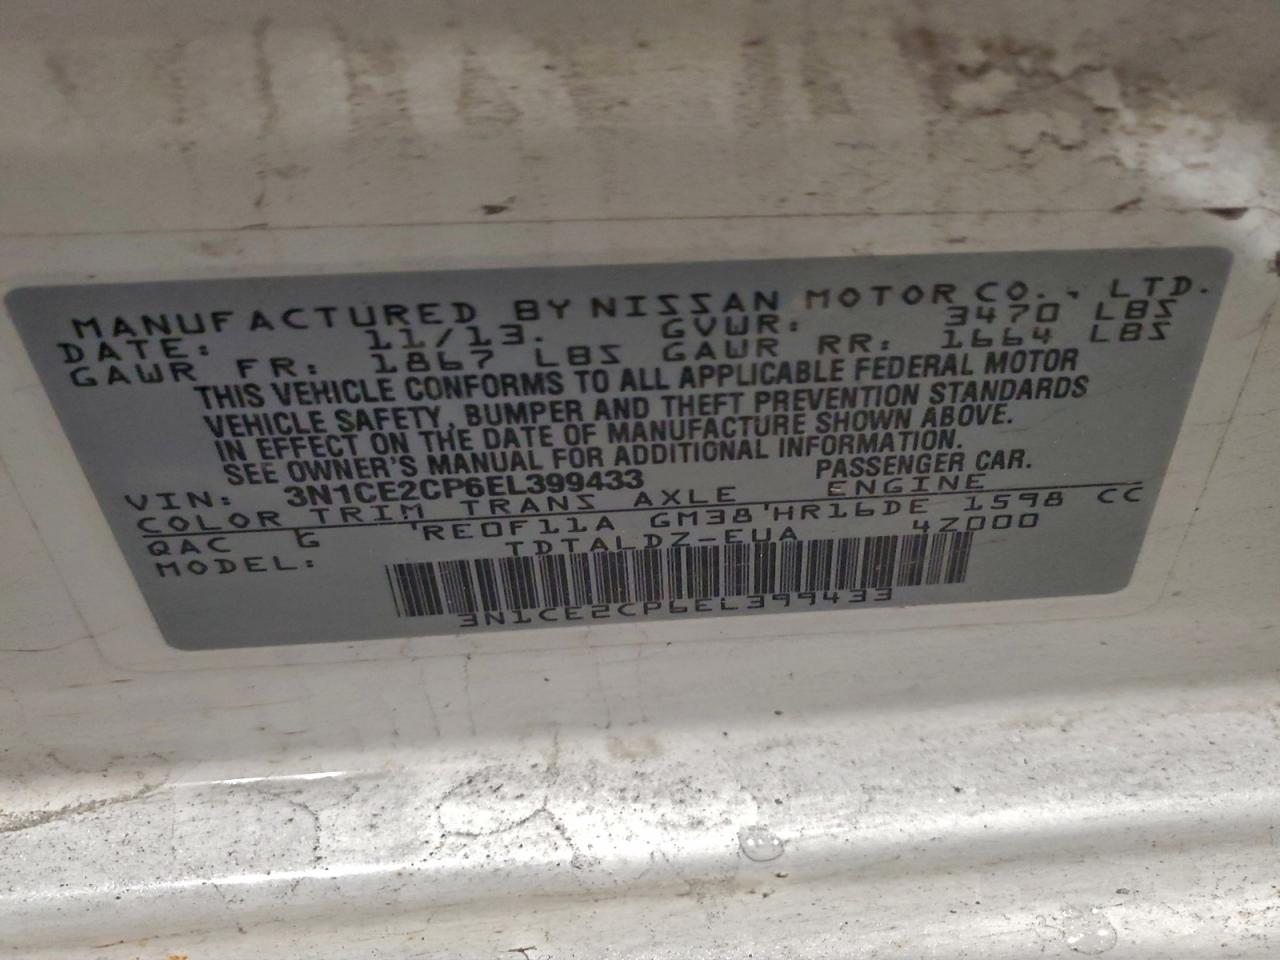 MANUFACTURED BY NISSAN MOTOR CO., LTD.
DATE: 11/13. GVWR: 3470 LBS
GAWR FR: 1867 LBS GAWR RR: 1664 LBS
THIS VEHICLE CONFORMS TO ALL APPLICABLE FEDERAL MOTOR
VEHICLE SAFETY, BUMPER AND THEFT PREVENTION STANDARDS
IN EFFECT ON THE DATE OF MANUFACTURE SHOWN ABOVE.
SEE OWNER'S MANUAL FOR ADDITIONAL INFORMATION.
VIN: 3N1CE2CP6EL399433 PASSENGER CAR.
COLOR TRIM TRANS AXLE ENGINE
QAC G RE0F11A GM38 HR16DE 1598 CC
MODEL: TDTALDZ-EUA 4Z000
3N1CE2CP6EL399433